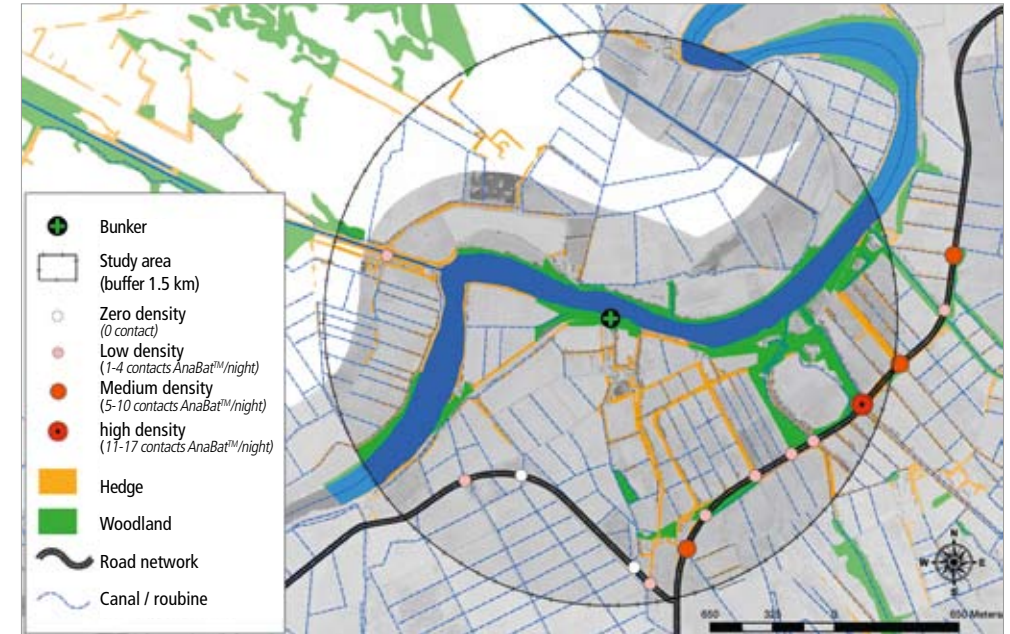 Bunker
Study area
(buffer 1.5 km)
Zero density
(0 contact)
Low density
(1-4 contacts AnaBat™/night)
Medium density
(5-10 contacts AnaBat™/night)
high density
(11-17 contacts AnaBat™/night)
Hedge
Woodland
Road network
Canal / roubine
N
W
E
S
650
325
0
650 Meters